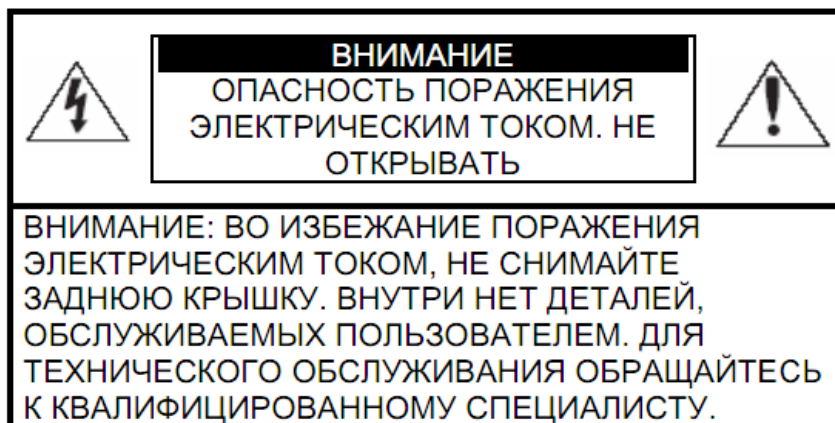 ВНИМАНИЕ
ОПАСНОСТЬ ПОРАЖЕНИЯ
ЭЛЕКТРИЧЕСКИМ ТОКОМ. НЕ
ОТКРЫВАТЬ
ВНИМАНИЕ: ВО ИЗБЕЖАНИЕ ПОРАЖЕНИЯ
ЭЛЕКТРИЧЕСКИМ ТОКОМ, НЕ СНИМАЙТЕ
ЗАДНЮЮ КРЫШКУ. ВНУТРИ НЕТ ДЕТАЛЕЙ,
ОБСЛУЖИВАЕМЫХ ПОЛЬЗОВАТЕЛЕМ. ДЛЯ
ТЕХНИЧЕСКОГО ОБСЛУЖИВАНИЯ ОБРАЩАЙТЕСЬ
К КВАЛИФИЦИРОВАННОМУ СПЕЦИАЛИСТУ.